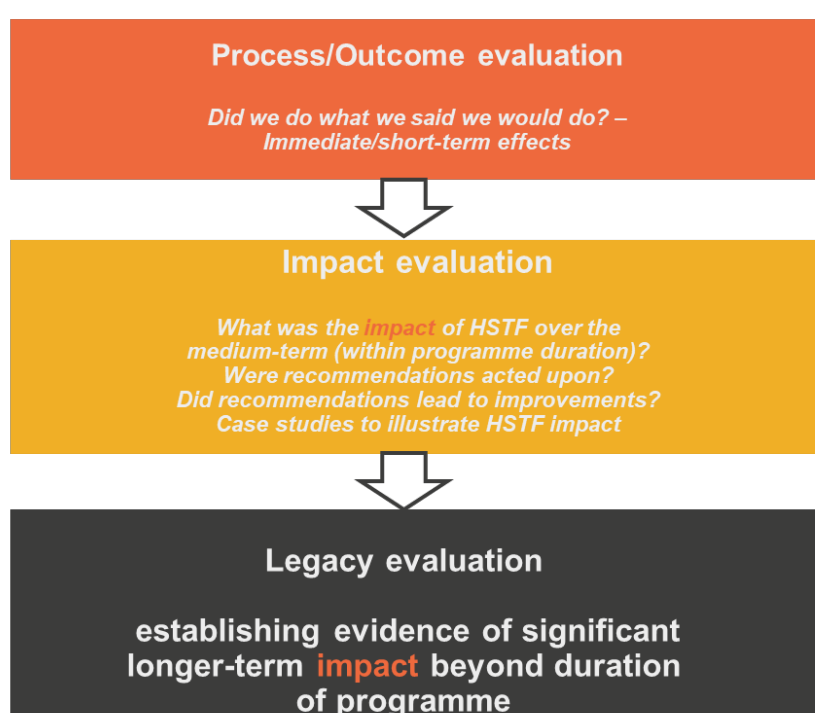 Process/Outcome evaluation
Did we do what we said we would do? –
Immediate/short-term effects
Impact evaluation
What was the impact of HSTF over the
medium-term (within programme duration)?
Were recommendations acted upon?
Did recommendations lead to improvements?
Case studies to illustrate HSTF impact
Legacy evaluation
establishing evidence of significant
longer-term impact beyond duration
of programme